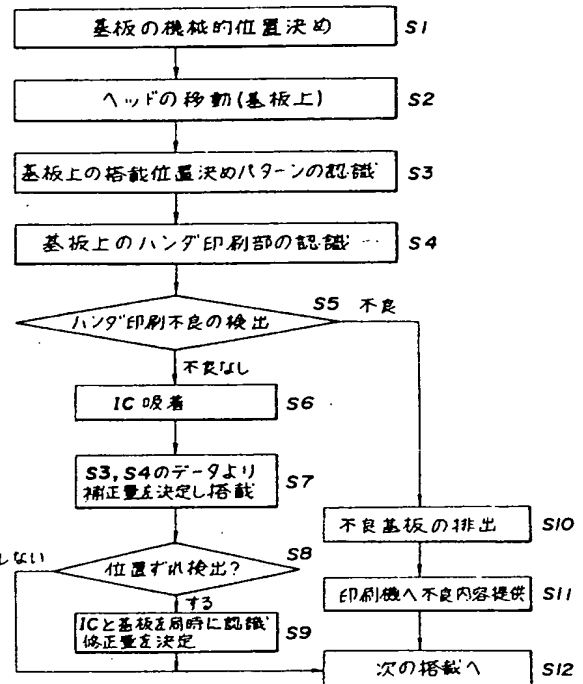 基板の機械的位置決め S1
ヘッドの移動(基板上) S2
基板上の搭載位置決めパターンの認識 S3
基板上のハンダ印刷部の認識 S4
ハンダ印刷不良の検出 S5 不良
不良なし
IC吸着 S6
S3,S4のデータより
補正量を決定し搭載 S7
不良基板の排出 S10
しない 位置ずれ検出? S8
する
印刷機へ不良内容提供 S11
ICと基板を同時に認識
修正量を決定 S9
次の搭載へ S12